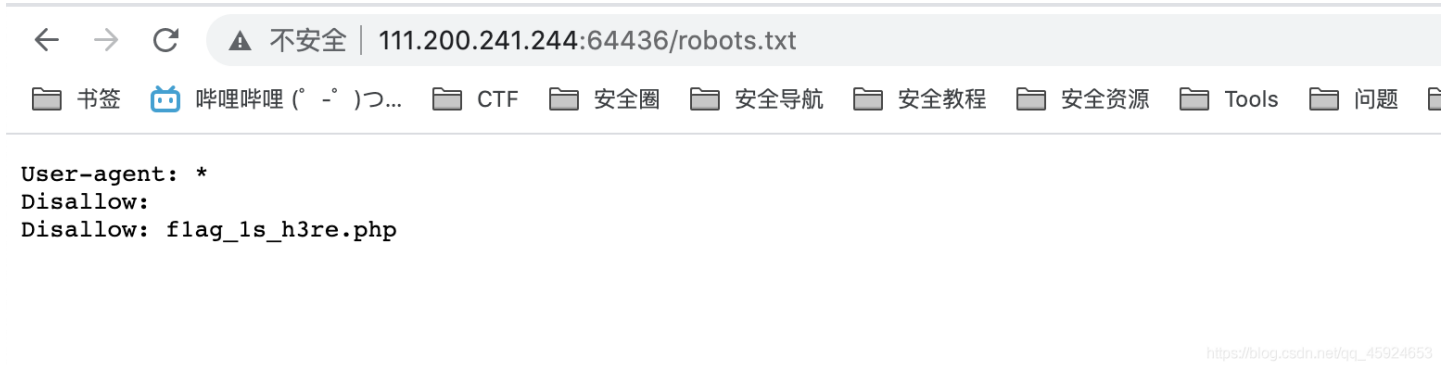 不安全 111.200.241.244:64436/robots.txt
书签 哔哩哔哩 (゜-゜)つ... CTF 安全圈 安全导航 安全教程 安全资源 Tools 问题
User-agent: *
Disallow:
Disallow: f1ag_1s_h3re.php
https://blog.csdn.net/qq_45924653